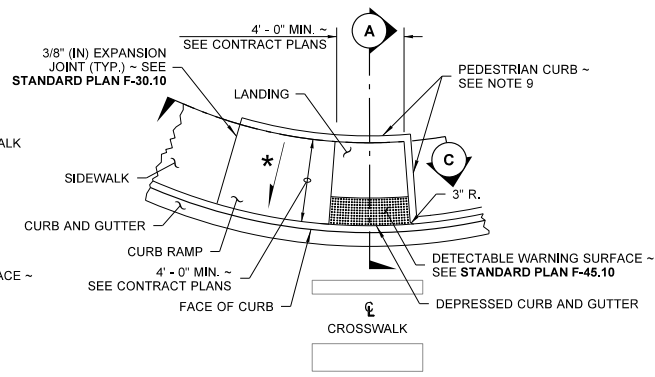 4' - 0" MIN. ~
SEE CONTRACT PLANS
A
3/8" (IN) EXPANSION
JOINT (TYP.) ~ SEE
STANDARD PLAN F-30.10
PEDESTRIAN CURB ~
SEE NOTE 9
LANDING
ALK
C
*
SIDEWALK
3" R.
CURB AND GUTTER
CURB RAMP
DETECTABLE WARNING SURFACE ~
SEE STANDARD PLAN F-45.10
ACE ~
4' - 0" MIN. ~
SEE CONTRACT PLANS
FACE OF CURB
DEPRESSED CURB AND GUTTER
℄
CROSSWALK